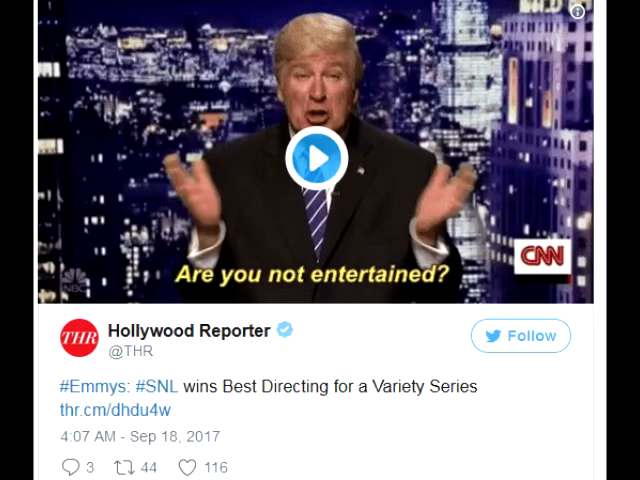 Are you not entertained?
CNN
NBC
THR
Hollywood Reporter
@THR
Follow
#Emmys: #SNL wins Best Directing for a Variety Series
thr.cm/dhdu4w
4:07 AM - Sep 18, 2017
3 44 116